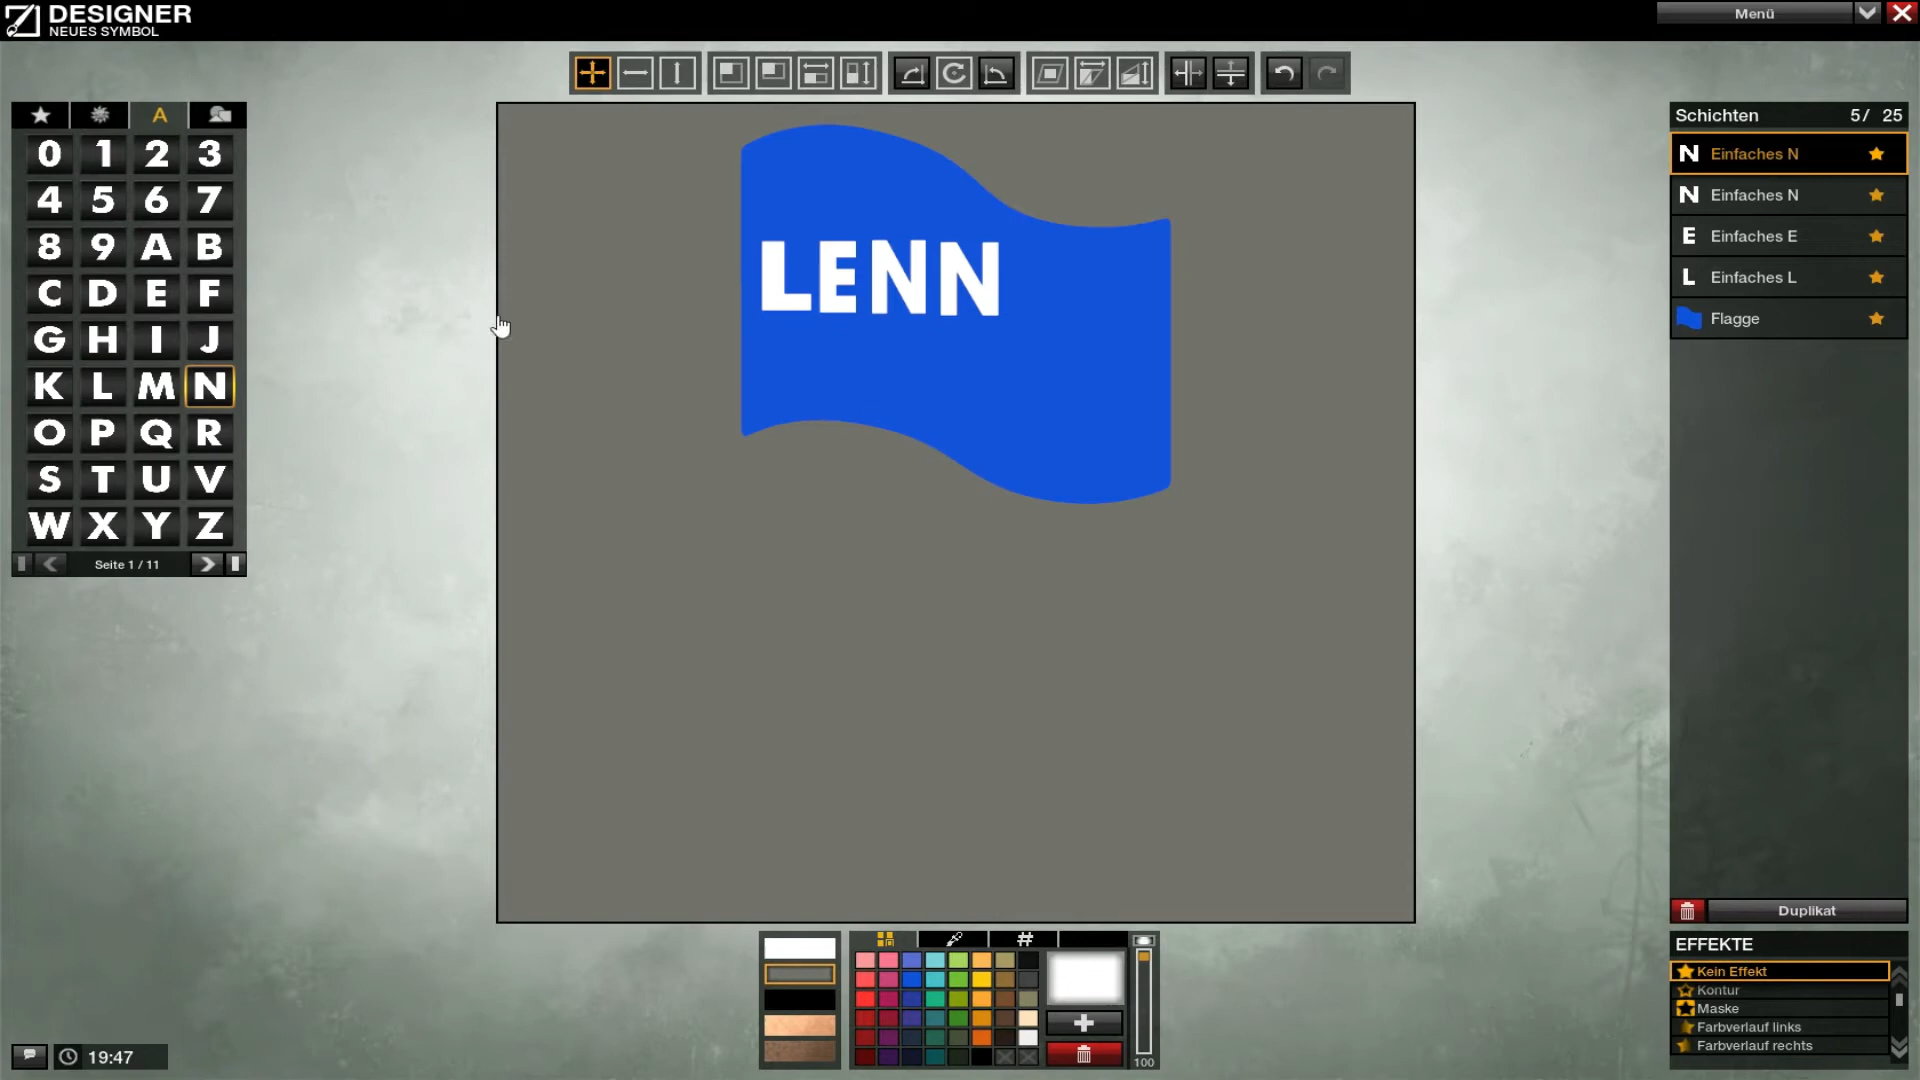 DESIGNER
NEUES SYMBOL
Menü
A
0 1 2 3
4 5 6 7
8 9 A B
C D E F
G H I J
K L M N
O P Q R
S T U V
W X Y Z
Seite 1 / 11
LENN
Schichten 5/ 25
N Einfaches N
N Einfaches N
E Einfaches E
L Einfaches L
Flagge
Duplikat
EFFEKTE
Kein Effekt
Kontur
Maske
Farbverlauf links
Farbverlauf rechts
#
100
19:47